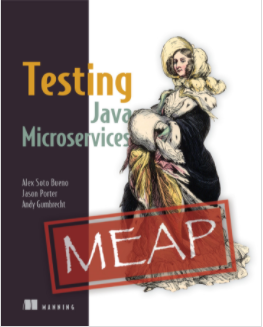 Testing
Java
Microservices
Alex Soto Bueno
Jason Porter
Andy Gumbrecht
MEAP
MANNING